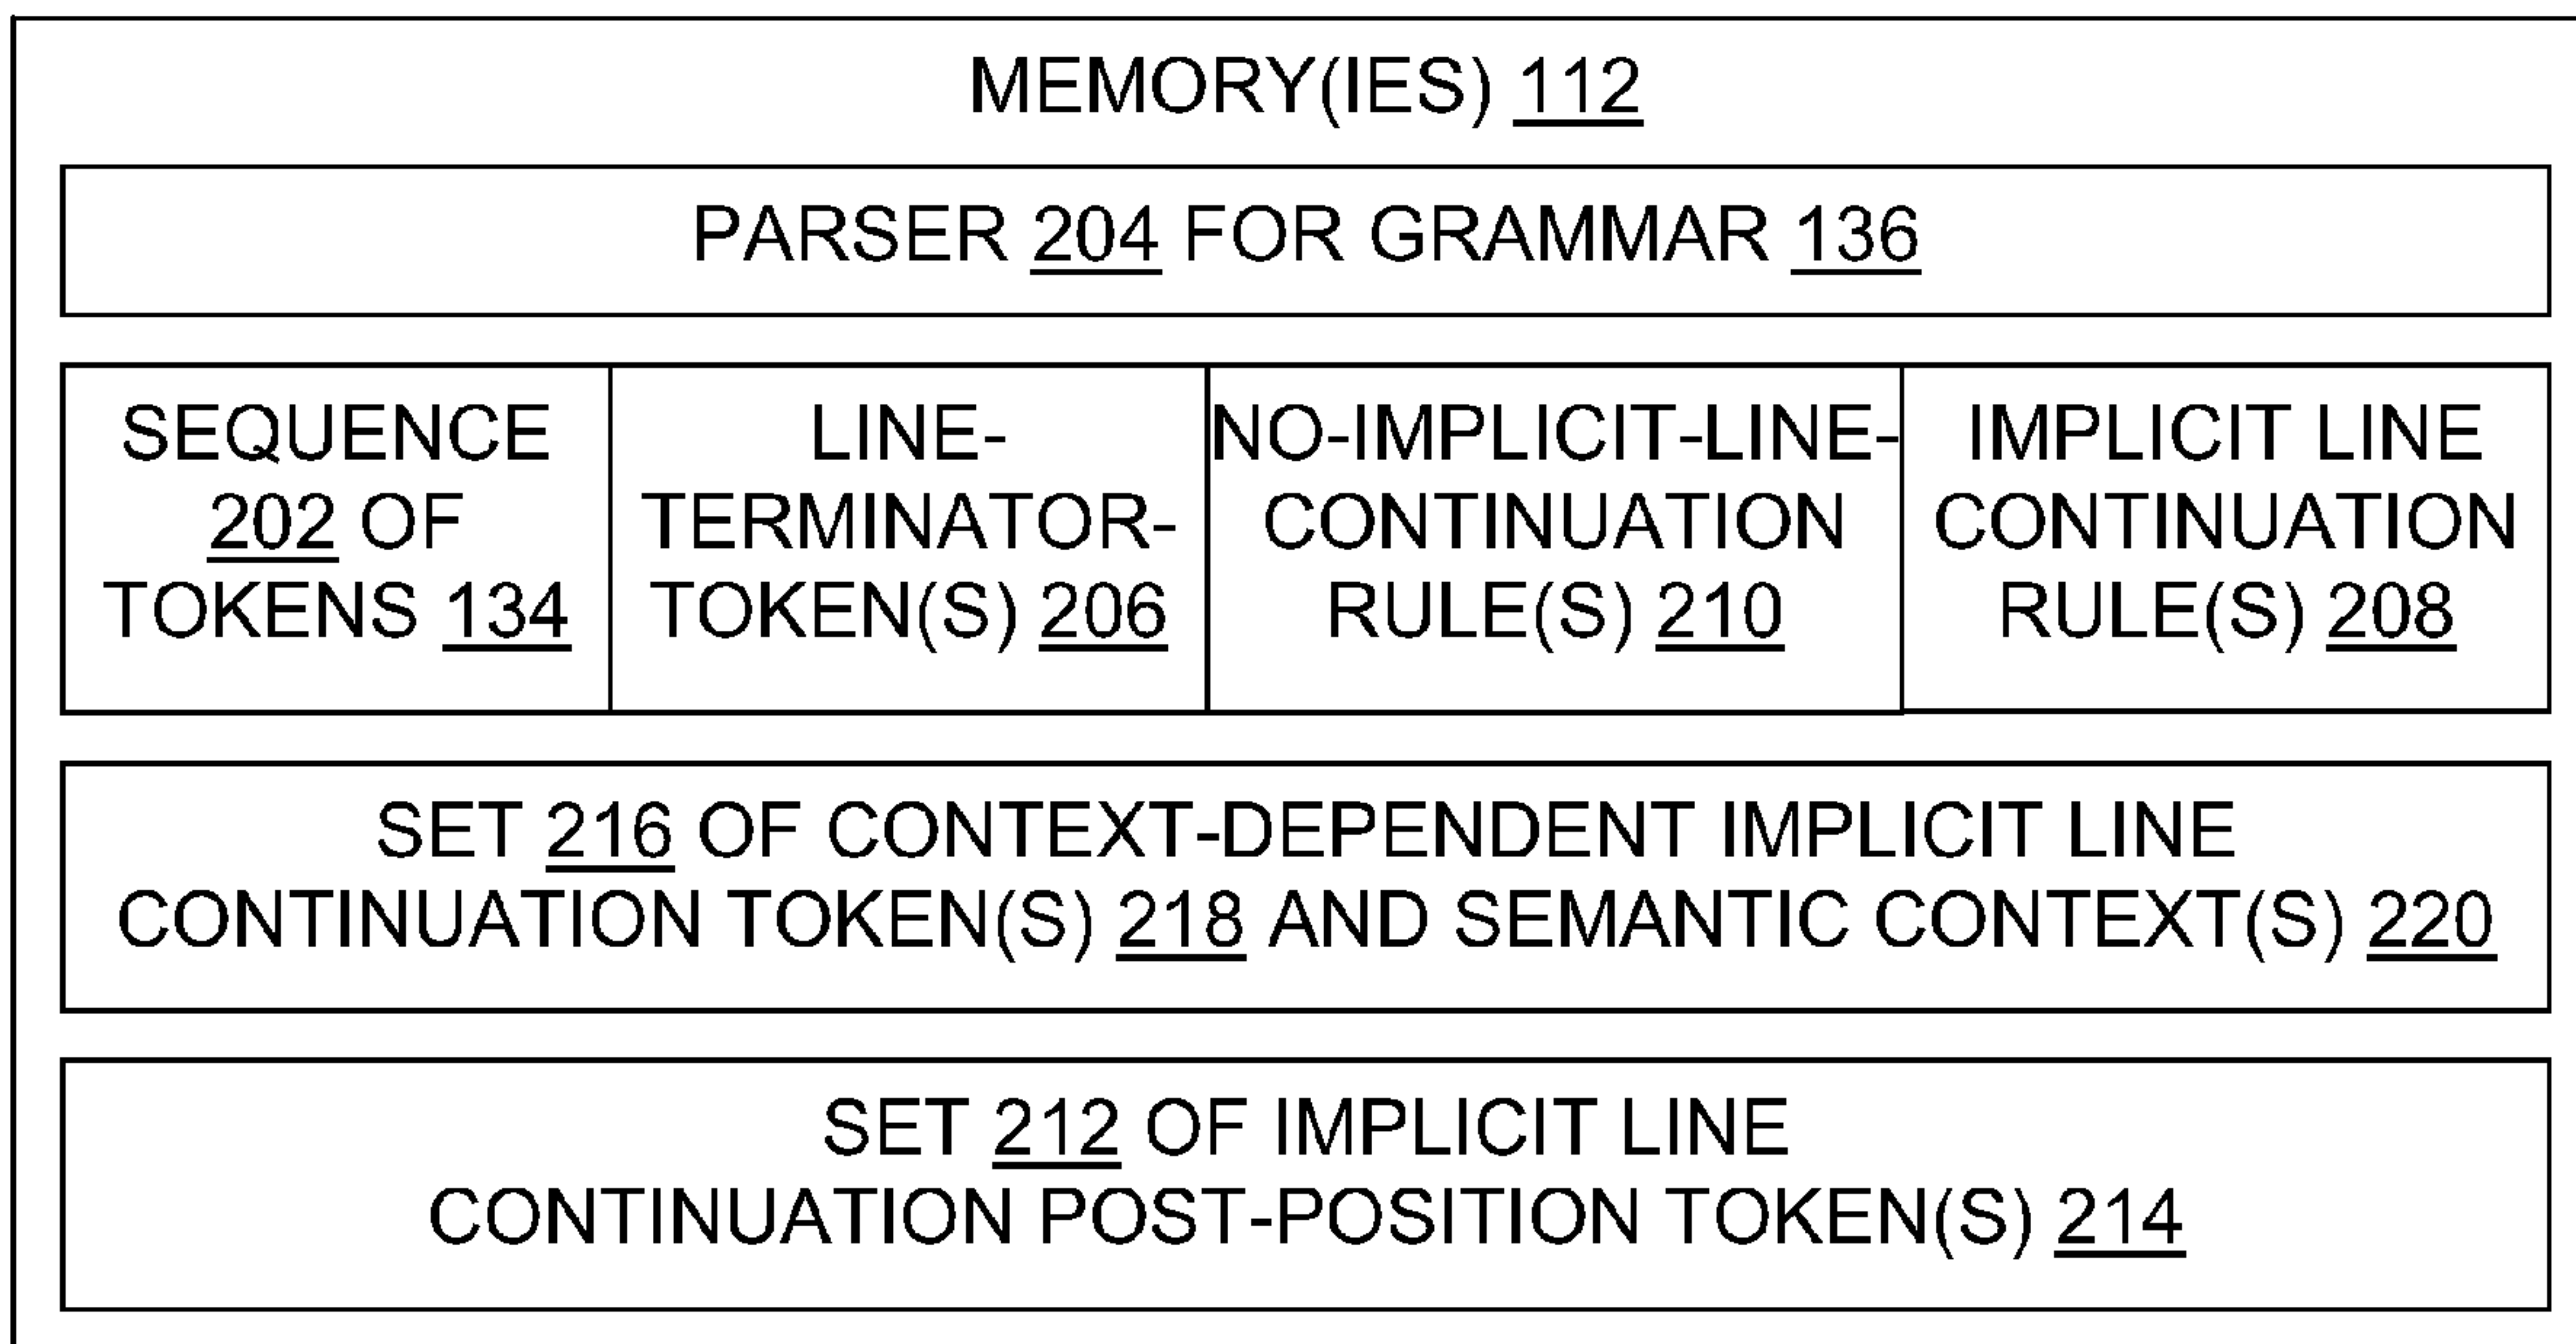 MEMORY(IES) 112
PARSER 204 FOR GRAMMAR 136
SEQUENCE
202 OF
TOKENS 134
LINE-
TERMINATOR-
TOKEN(S) 206
NO-IMPLICIT-LINE-
CONTINUATION
RULE(S) 210
IMPLICIT LINE
CONTINUATION
RULE(S) 208
SET 216 OF CONTEXT-DEPENDENT IMPLICIT LINE
CONTINUATION TOKEN(S) 218 AND SEMANTIC CONTEXT(S) 220
SET 212 OF IMPLICIT LINE
CONTINUATION POST-POSITION TOKEN(S) 214